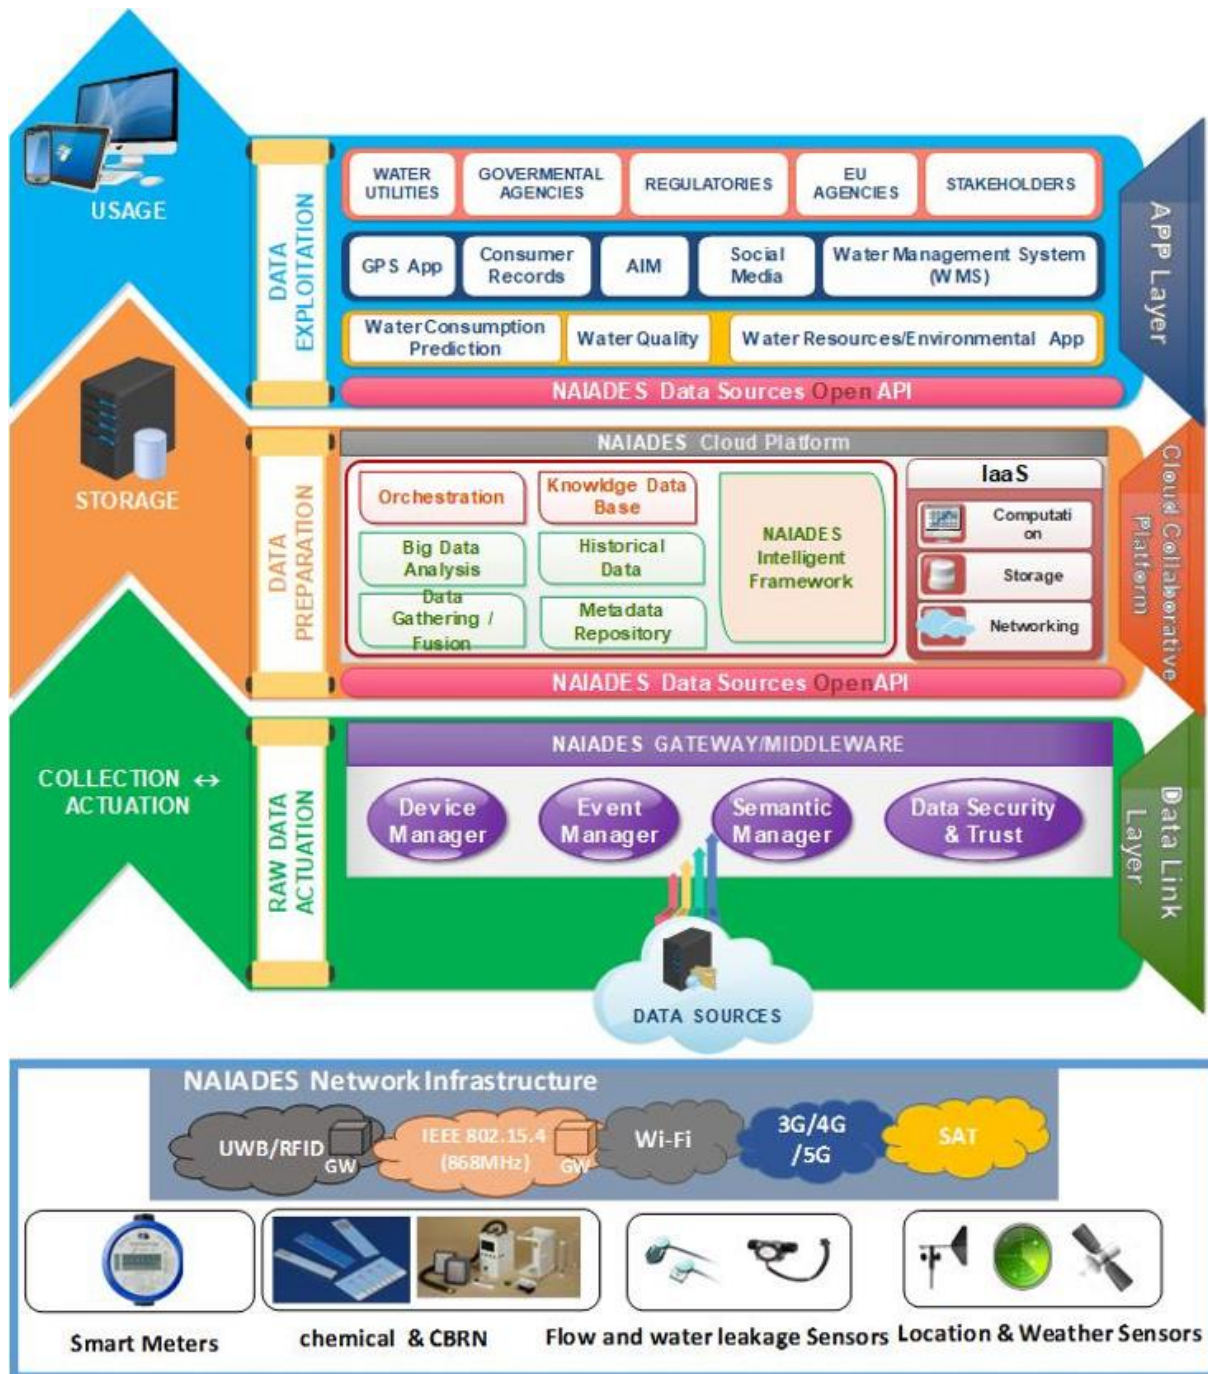 USAGE
DATA
EXPLOITATION
WATER
UTILITIES
GOVERMENTAL
AGENCIES
REGULATORIES
EU
AGENCIES
STAKEHOLDERS
GPS App
Consumer
Records
AIM
Social
Media
Water Management System
(WMS)
Water Consumption
Prediction
Water Quality
Water Resources/Environmental App
NAIADES Data Sources Open API
APP Layer
STORAGE
DATA
PREPARATION
NAIADES Cloud Platform
Orchestration
Knowldge Data
Base
Big Data
Analysis
Historical
Data
Data
Gathering /
Fusion
Metadata
Repository
NAIADES
Intelligent
Framework
IaaS
Computati
on
Storage
Networking
NAIADES Data Sources OpenAPI
Cloud Collaborative
Platform
COLLECTION ↔
ACTUATION
RAW DATA
ACTUATION
NAIADES GATEWAY/MIDDLEWARE
Device
Manager
Event
Manager
Semantic
Manager
Data Security
& Trust
DATA SOURCES
Data Link
Layer
NAIADES Network Infrastructure
UWB/RFID
GW
IEEE 802.15.4
(868MHz)
GW
Wi-Fi
3G/4G
/5G
SAT
Smart Meters
chemical & CBRN
Flow and water leakage Sensors
Location & Weather Sensors